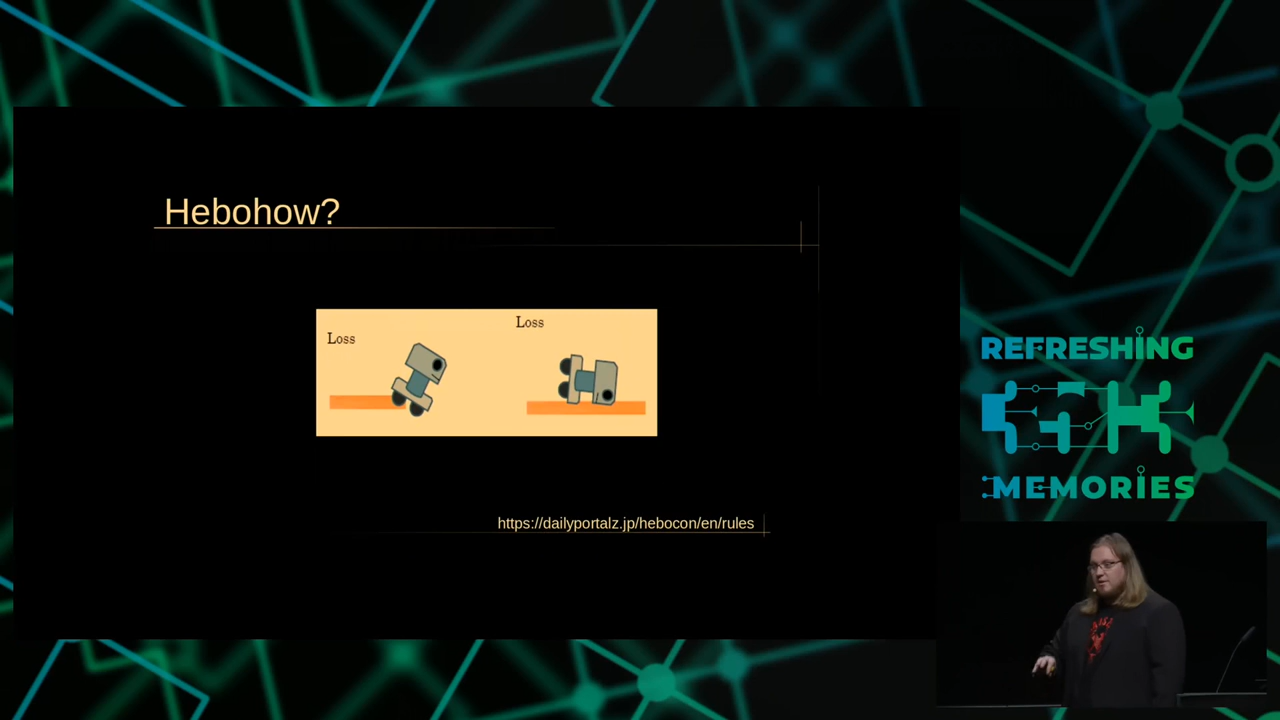 Hebohow?
Loss
Loss
https://dailyportalz.jp/hebocon/en/rules
REFRESHING
MEMORIES